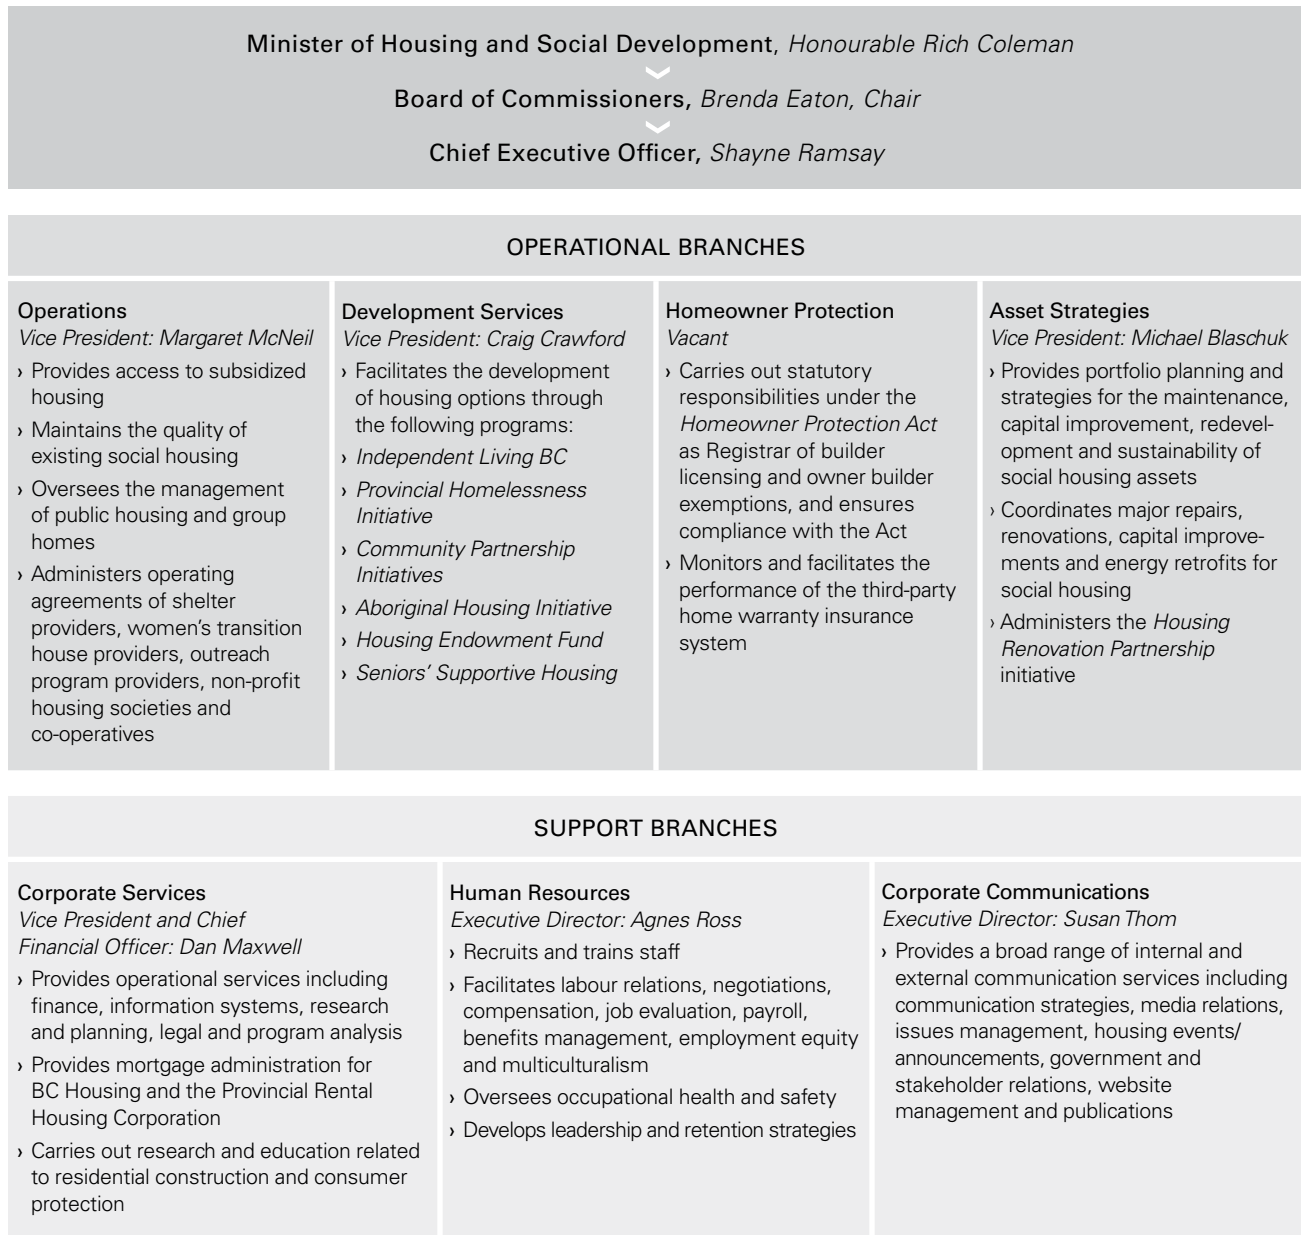 Minister of Housing and Social Development, Honourable Rich Coleman
Board of Commissioners, Brenda Eaton, Chair
Chief Executive Officer, Shayne Ramsay
OPERATIONAL BRANCHES
Operations
Vice President: Margaret McNeil
› Provides access to subsidized
housing
› Maintains the quality of
existing social housing
› Oversees the management
of public housing and group
homes
› Administers operating
agreements of shelter
providers, women’s transition
house providers, outreach
program providers, non-profit
housing societies and
co-operatives
Development Services
Vice President: Craig Crawford
› Facilitates the development
of housing options through
the following programs:
› Independent Living BC
› Provincial Homelessness
Initiative
› Community Partnership
Initiatives
› Aboriginal Housing Initiative
› Housing Endowment Fund
› Seniors’ Supportive Housing
Homeowner Protection
Vacant
› Carries out statutory
responsibilities under the
Homeowner Protection Act
as Registrar of builder
licensing and owner builder
exemptions, and ensures
compliance with the Act
› Monitors and facilitates the
performance of the third-party
home warranty insurance
system
Asset Strategies
Vice President: Michael Blaschuk
› Provides portfolio planning and
strategies for the maintenance,
capital improvement, redevel-
opment and sustainability of
social housing assets
› Coordinates major repairs,
renovations, capital improve-
ments and energy retrofits for
social housing
› Administers the Housing
Renovation Partnership
initiative
SUPPORT BRANCHES
Corporate Services
Vice President and Chief
Financial Officer: Dan Maxwell
› Provides operational services including
finance, information systems, research
and planning, legal and program analysis
› Provides mortgage administration for
BC Housing and the Provincial Rental
Housing Corporation
› Carries out research and education related
to residential construction and consumer
protection
Human Resources
Executive Director: Agnes Ross
› Recruits and trains staff
› Facilitates labour relations, negotiations,
compensation, job evaluation, payroll,
benefits management, employment equity
and multiculturalism
› Oversees occupational health and safety
› Develops leadership and retention strategies
Corporate Communications
Executive Director: Susan Thom
› Provides a broad range of internal and
external communication services including
communication strategies, media relations,
issues management, housing events/
announcements, government and
stakeholder relations, website
management and publications